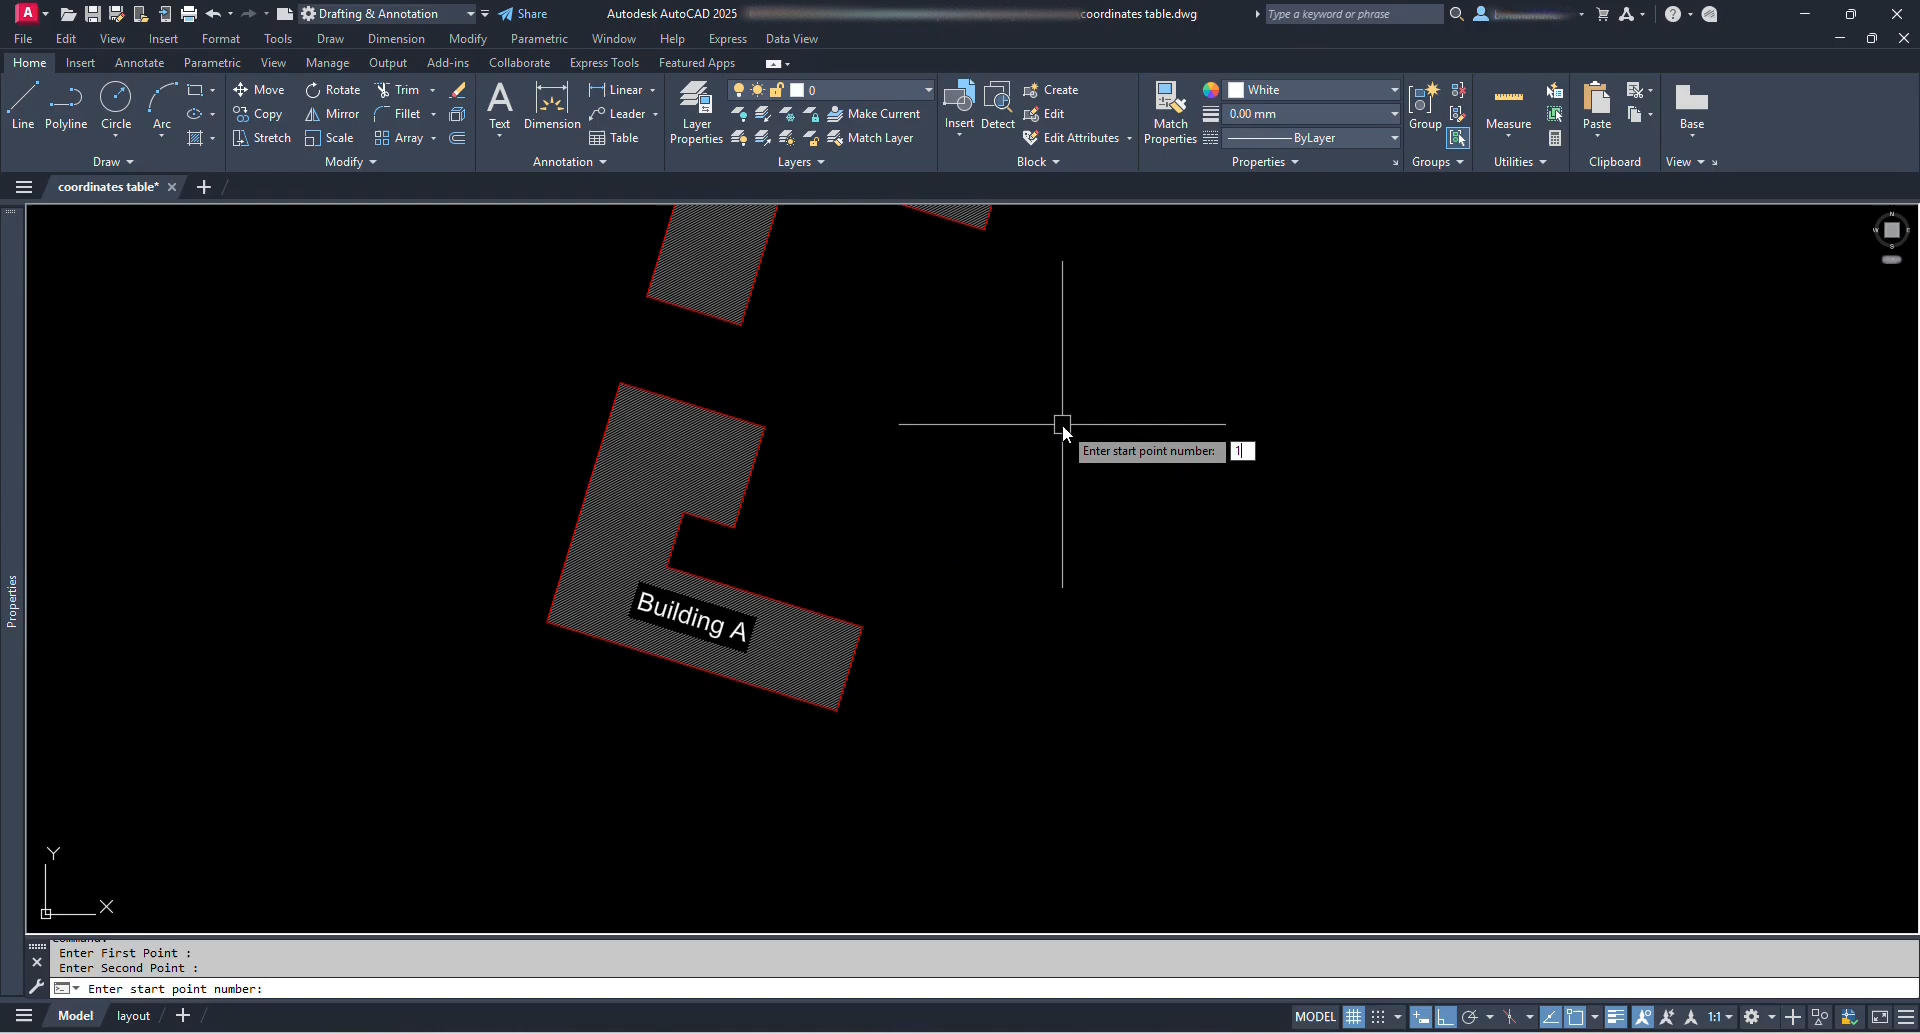 A Drafting & Annotation Share Autodesk AutoCAD 2025 coordinates table.dwg Type a keyword or phrase
File Edit View Insert Format Tools Draw Dimension Modify Parametric Window Help Express Data View
Home Insert Annotate Parametric View Manage Output Add-ins Collaborate Express Tools Featured Apps
Line Polyline Circle Arc
Move Rotate Trim
Copy Mirror Fillet
Stretch Scale Array
Text Dimension Linear
Leader
Table
Layer Properties
0
Make Current
Match Layer
Insert Detect Create
Edit
Edit Attributes
Match Properties
White
0.00 mm
ByLayer
Group Measure Paste Base
Draw Modify Annotation Layers Block Properties Groups Utilities Clipboard View
coordinates table*
N
W E
S
Enter start point number: 1
Building A
Properties
Y
X
Command:
Enter First Point :
Enter Second Point :
Enter start point number:
Model layout MODEL 1:1